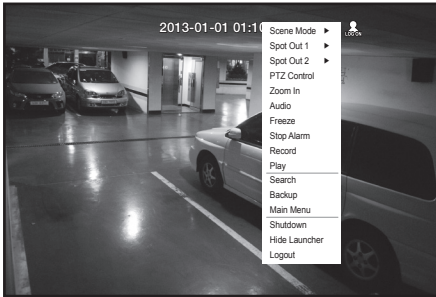 2013-01-01 01:10
LOG ON
Scene Mode
Spot Out 1
Spot Out 2
PTZ Control
Zoom In
Audio
Freeze
Stop Alarm
Record
Play
Search
Backup
Main Menu
Shutdown
Hide Launcher
Logout